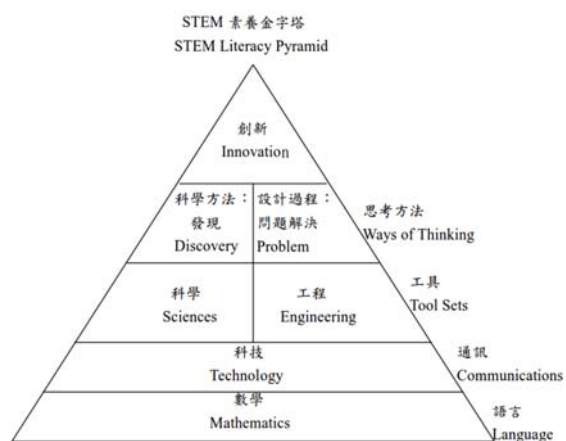 STEM 素養金字塔
STEM Literacy Pyramid
創新
Innovation
科學方法：
發現
Discovery
設計過程：
問題解決
Problem
思考方法
Ways of Thinking
科學
Sciences
工程
Engineering
工具
Tool Sets
科技
Technology
通訊
Communications
數學
Mathematics
語言
Language